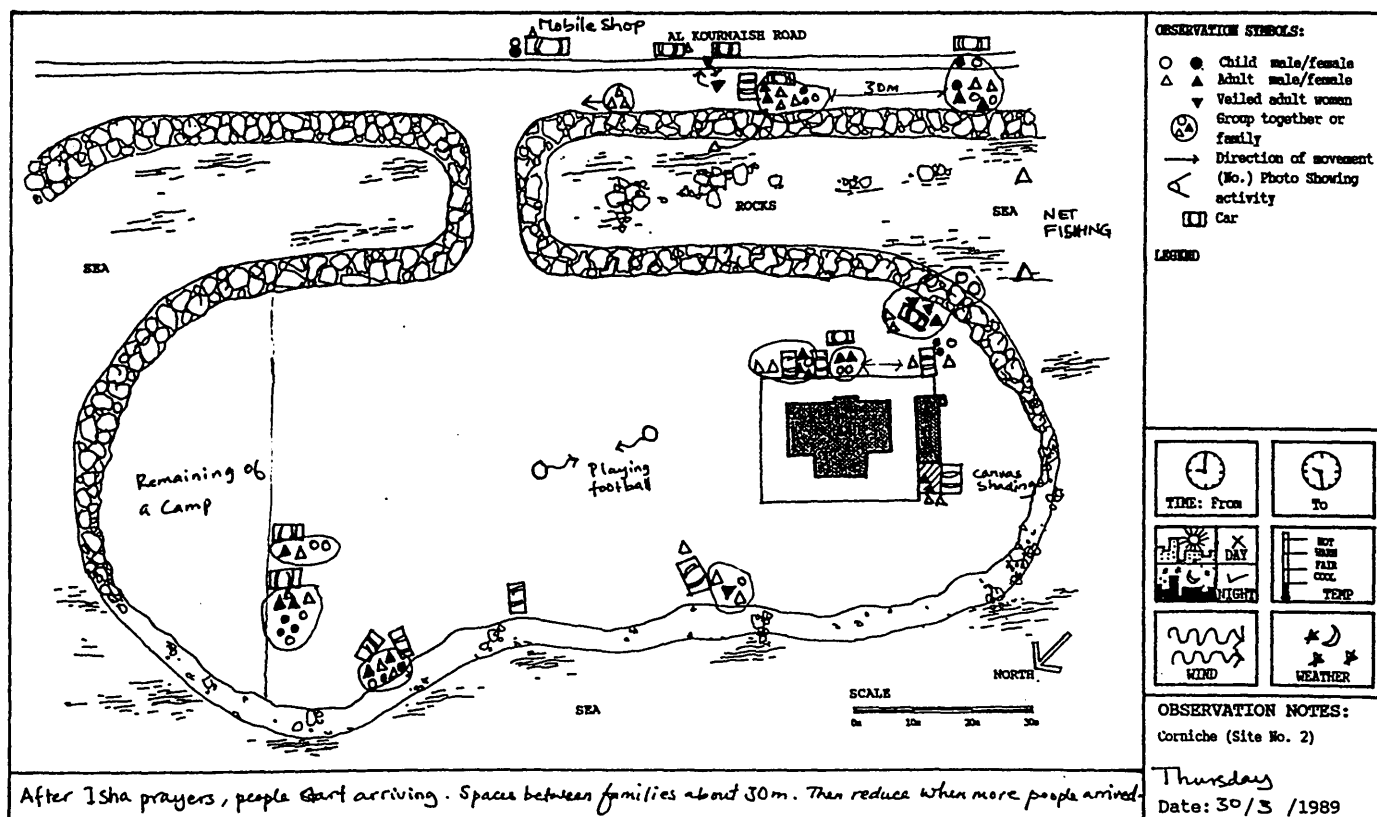 Mobile Shop
AL KOURNAISH ROAD
30M
ROCKS
SEA
NET
FISHING
SEA
Remaining of
a Camp
Playing
football
Canvas
Shading
NORTH
SCALE
0m 10m 20m 30m
SEA
After Isha prayers, people start arriving. Spaces between families about 30m. Then reduce when more people arrived.
OBSERVATION SYMBOLS:
Child male/female
Adult male/female
Veiled adult woman
Group together or
family
Direction of movement
(No.) Photo Showing
activity
Car
LEGEND
TIME: From
To
DAY
NIGHT
HOT
WARM
FAIR
COOL
TEMP
WIND
WEATHER
OBSERVATION NOTES:
Corniche (Site No. 2)
Thursday
Date: 30/3 /1989